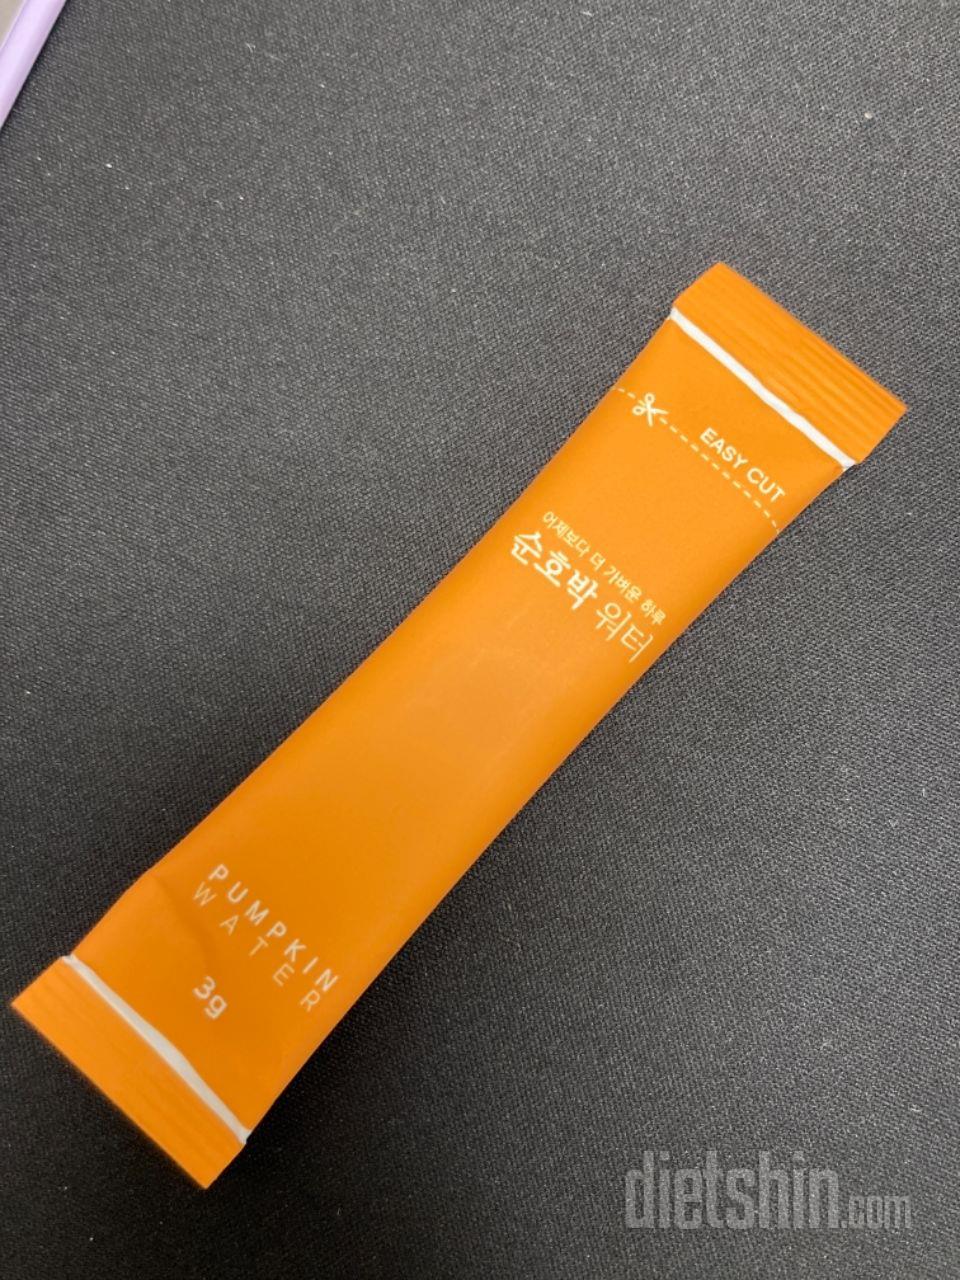 EASY CUT
어제보다 더 가벼운 하루
순호박 워터
PUMPKIN
WATER
3g
dietshin.com